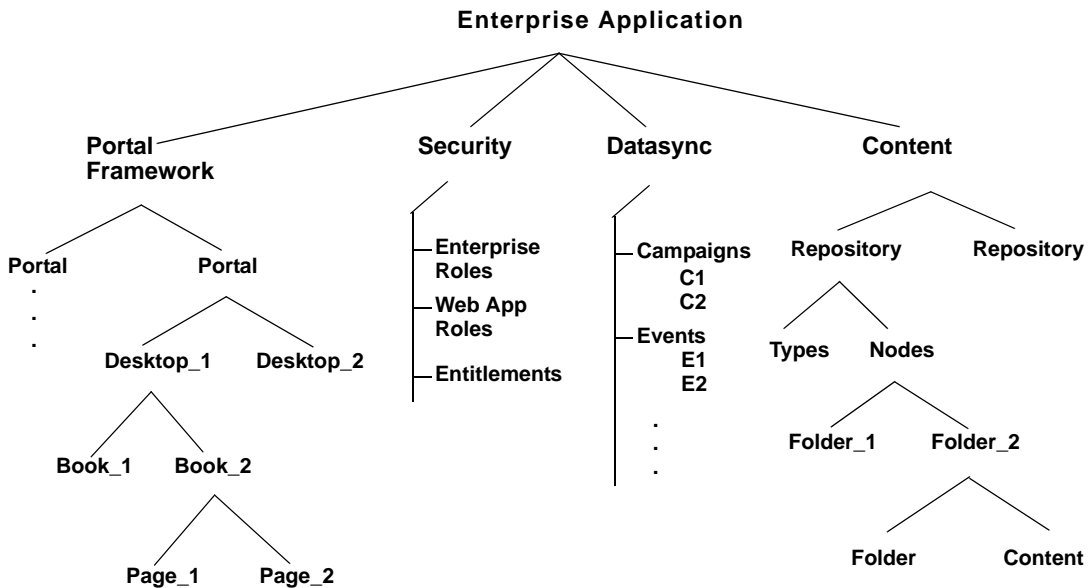 Enterprise Application
Portal
Framework
Security
Datasync
Content
Portal
.
.
.
Portal
Desktop_1
Desktop_2
Book_1
Book_2
Page_1
Page_2
Enterprise
Roles
Web App
Roles
Entitlements
Campaigns
C1
C2
Events
E1
E2
.
.
.
Repository
Repository
Types
Nodes
Folder_1
Folder_2
Folder
Content